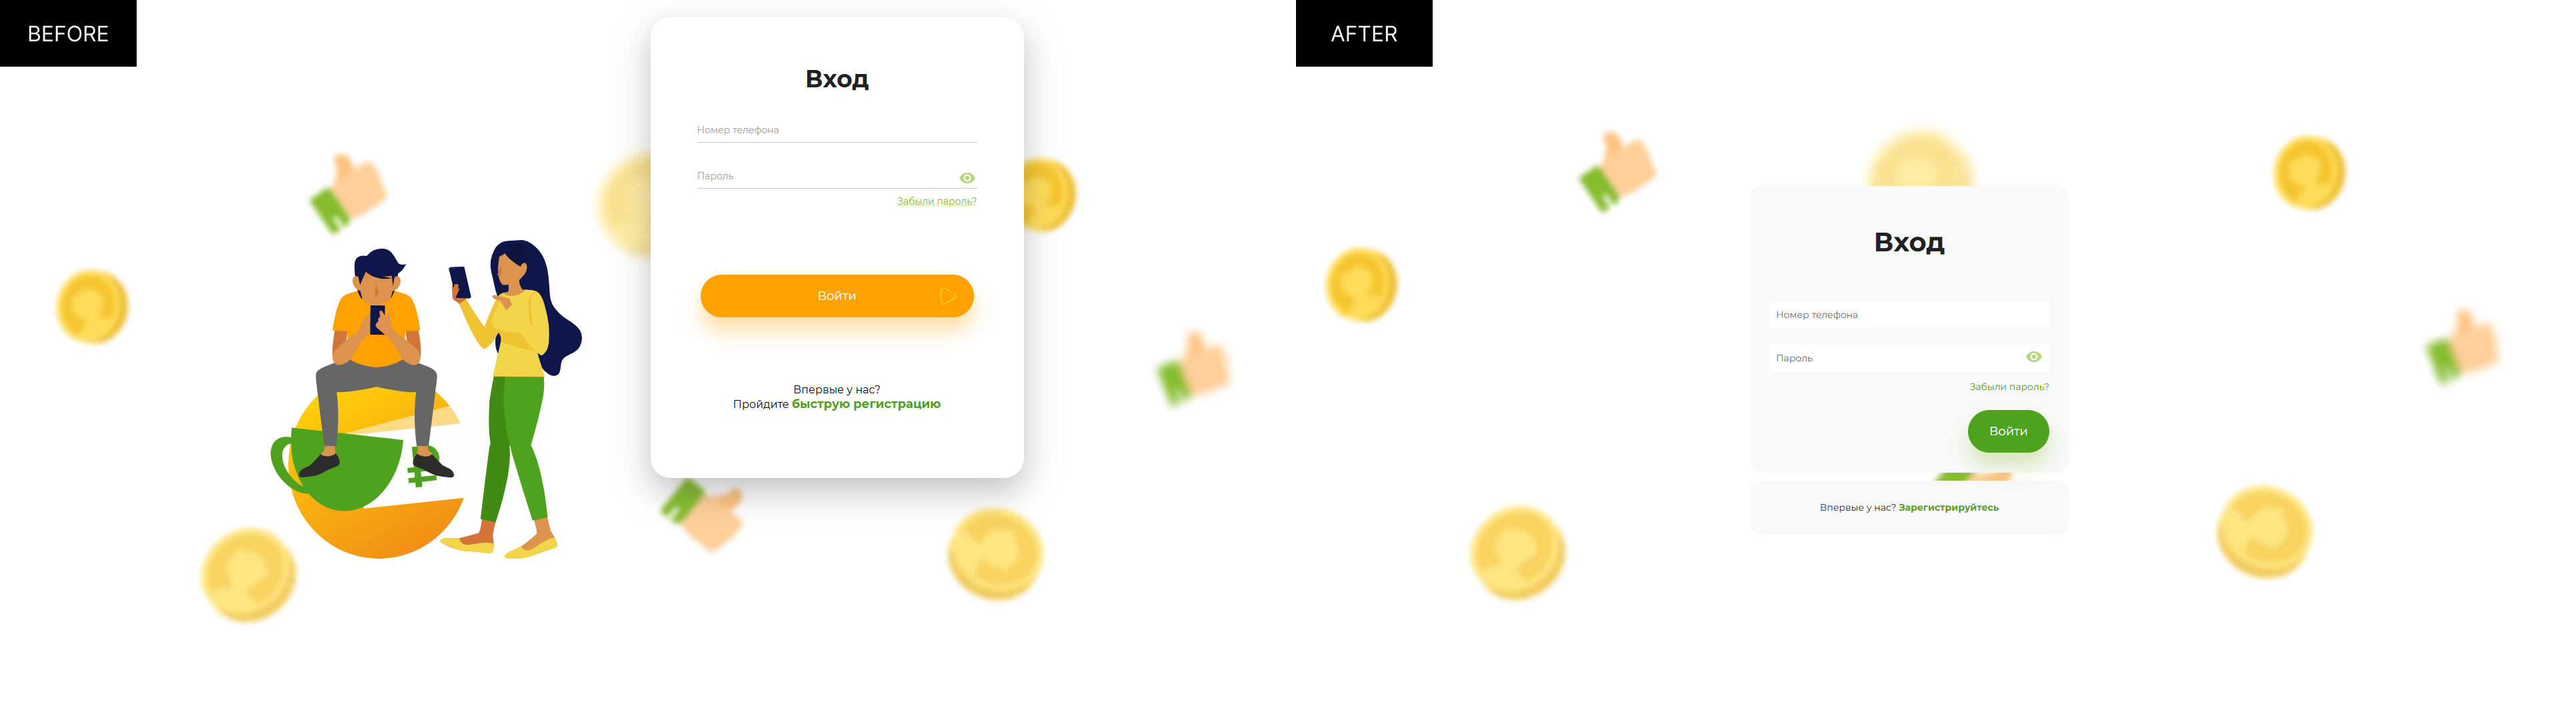 BEFORE
Вход
Номер телефона
Пароль
Забыли пароль?
Войти
Впервые у нас?
Пройдите быструю регистрацию
AFTER
Вход
Номер телефона
Пароль
Забыли пароль?
Войти
Впервые у нас? Зарегистрируйтесь